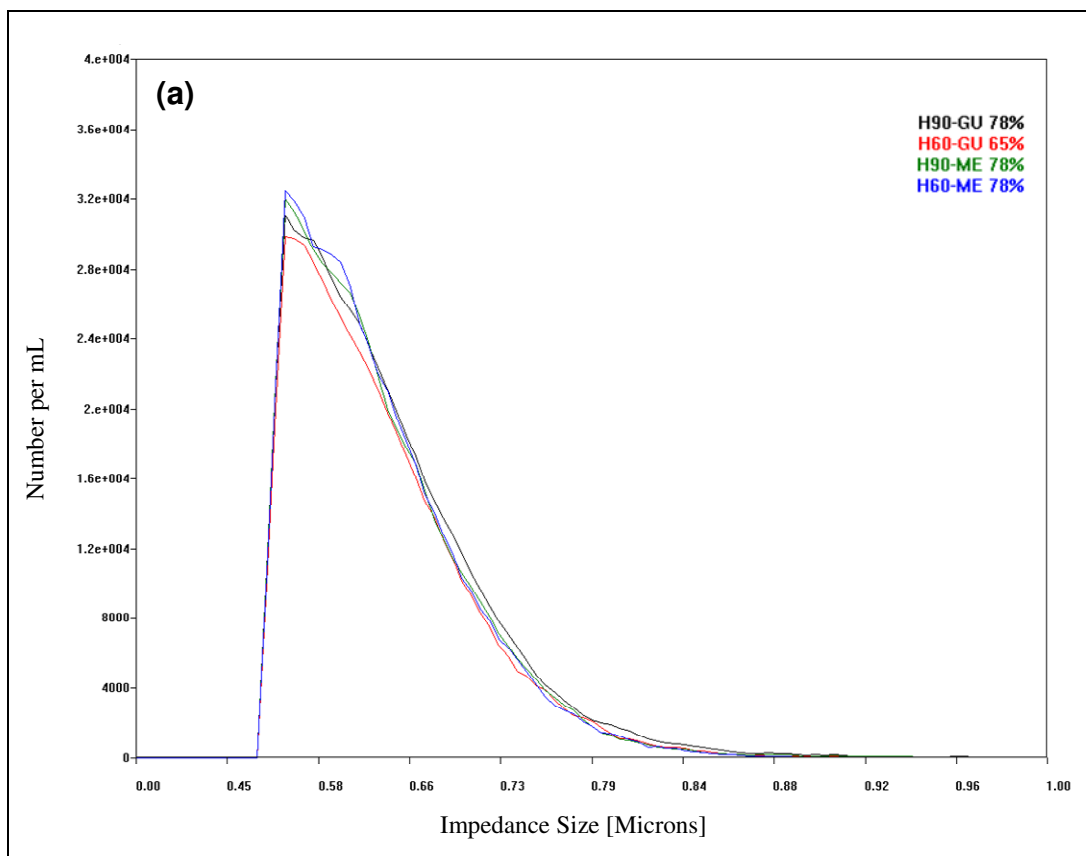 (a)
H90-GU 78%
H60-GU 65%
H90-ME 78%
H60-ME 78%
Number per mL
4.e+004
3.6e+004
3.2e+004
2.8e+004
2.4e+004
2.e+004
1.6e+004
1.2e+004
8000
4000
0
0.00 0.45 0.58 0.66 0.73 0.79 0.84 0.88 0.92 0.96 1.00
Impedance Size [Microns]